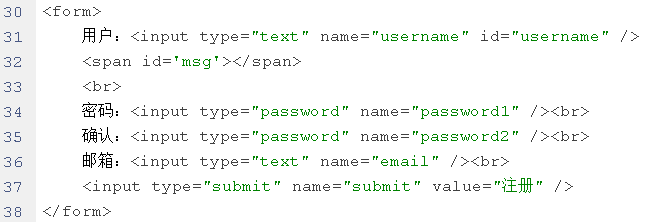 30 <form>
31     用户：<input type="text" name="username" id="username" />
32     <span id='msg'></span>
33     <br>
34     密码：<input type="password" name="password1" /><br>
35     确认：<input type="password" name="password2" /><br>
36     邮箱：<input type="text" name="email" /><br>
37     <input type="submit" name="submit" value="注册" />
38 </form>